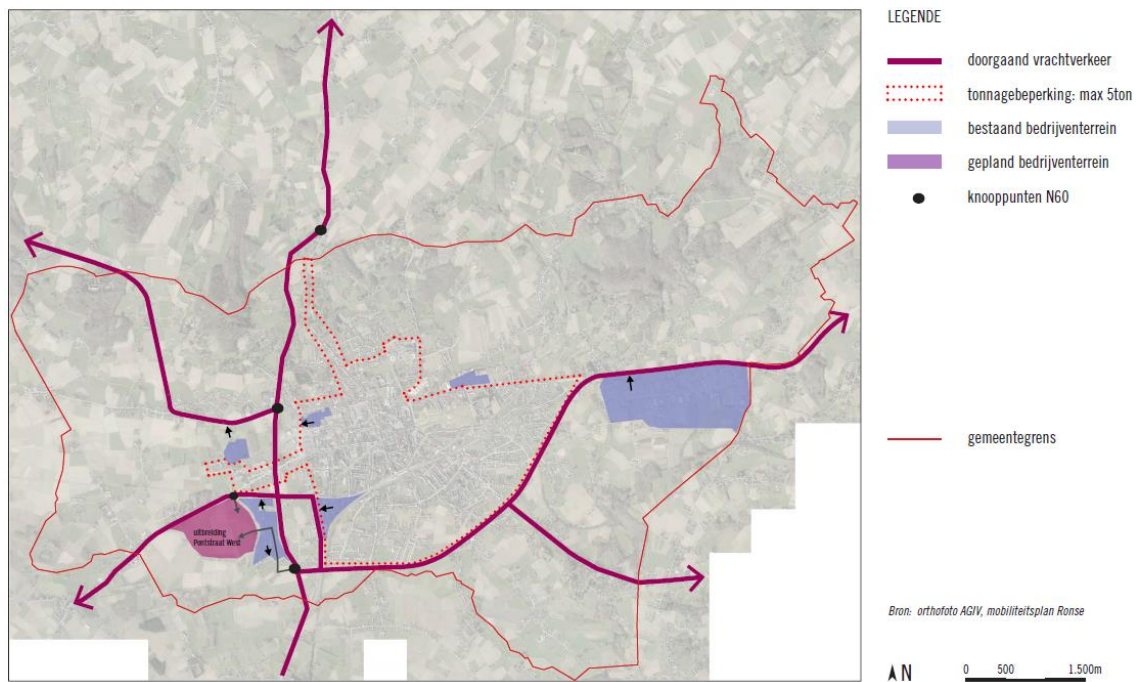 LEGENDE
doorgaand vrachtverkeer
tonnagebeperking: max 5ton
bestaand bedrijventerrein
gepland bedrijventerrein
knooppunten N60
gemeentegrens
uitbreiding
Pontstraat West
Bron: orthofoto AGIV, mobiliteitsplan Ronse
N
0 500 1.500m